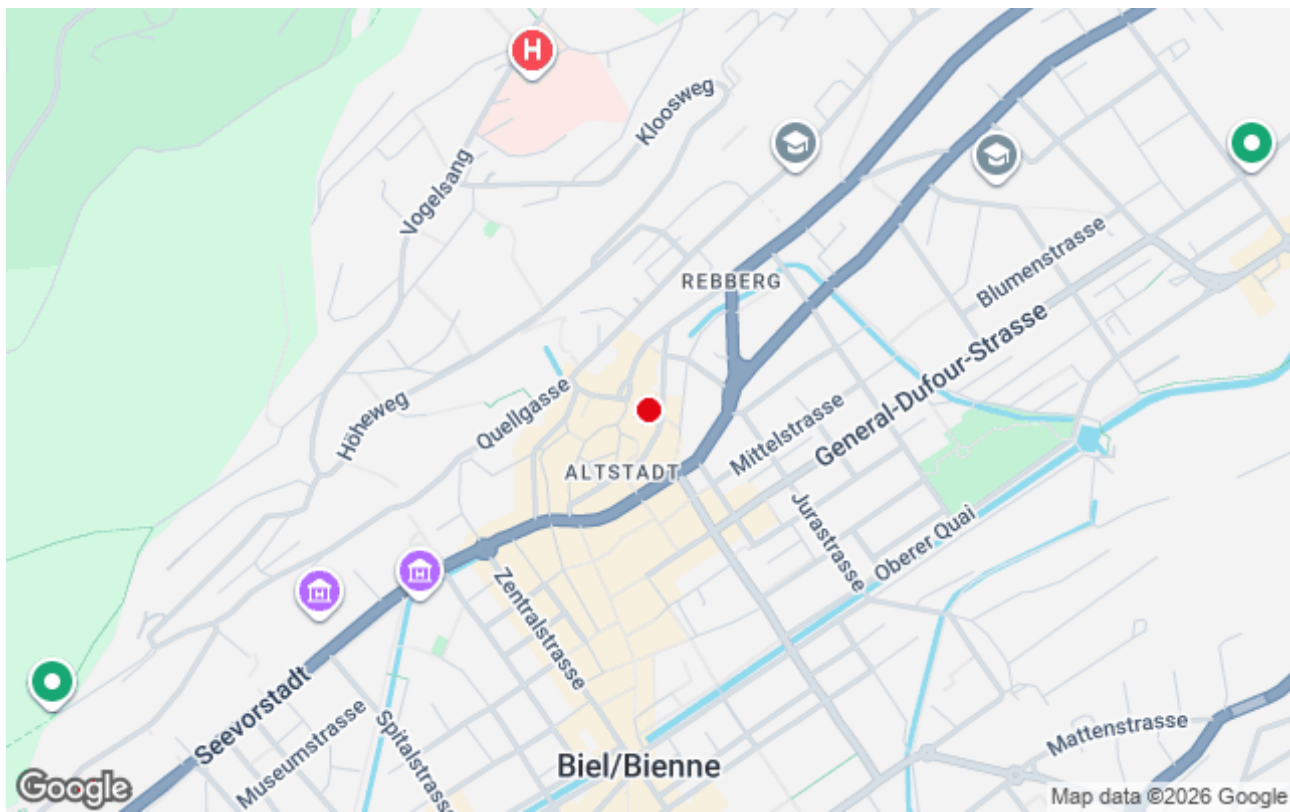 H
Kloosweg
Vogelsang
REBBERG
Blumenstrasse
General-Dufour-Strasse
Höheweg
Quellgasse
Mittelstrasse
ALTSTADT
Jurastrasse
Oberer Quai
Zentralstrasse
Seevorstadt
Museumstrasse
Spitalstrasse
Mattenstrasse
Biel/Bienne
Google
Map data ©2026 Google